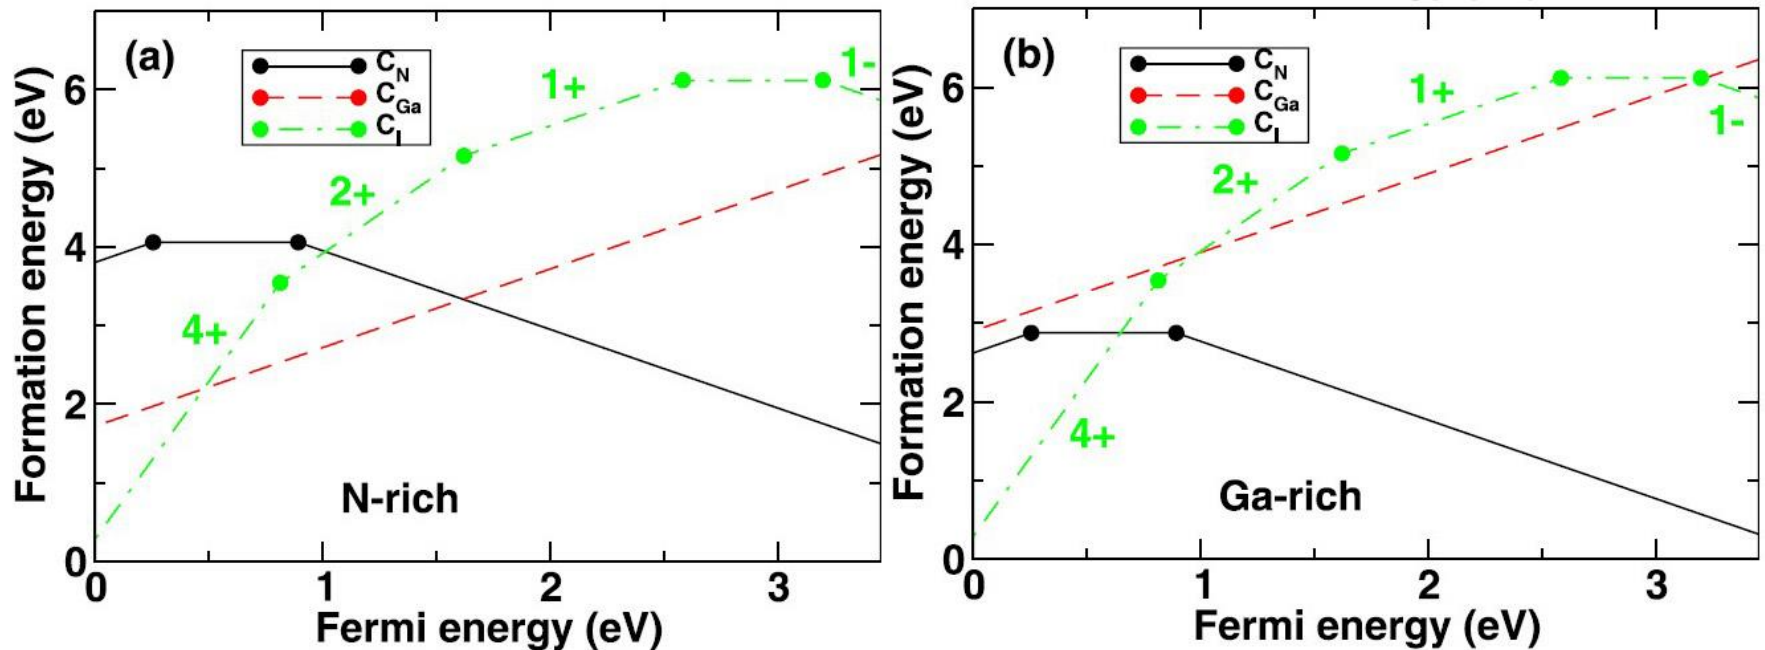 (a)
C_N
C_Ga
C_I
1+
1-
2+
4+
N-rich
Formation energy (eV)
0
2
4
6
0 1 2 3
Fermi energy (eV)
(b)
C_N
C_Ga
C_I
1+
1-
2+
4+
Ga-rich
Formation energy (eV)
0
2
4
6
0 1 2 3
Fermi energy (eV)